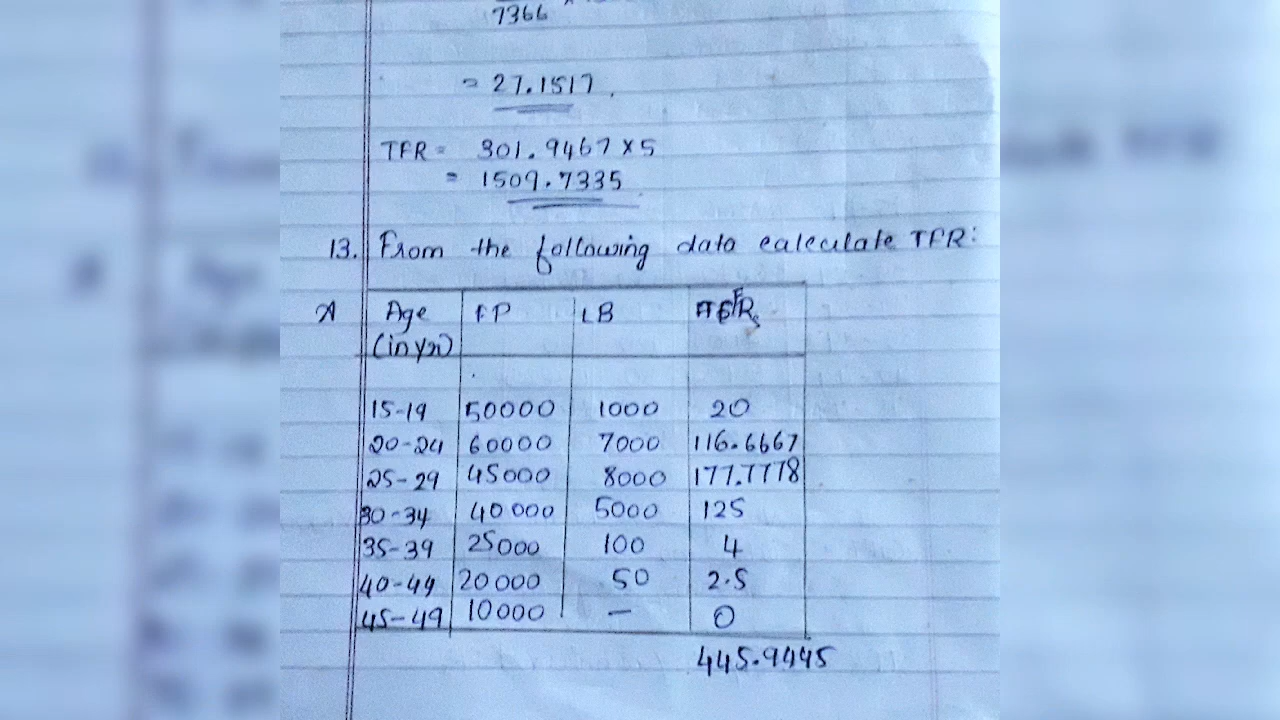 7366
= 27.1517.
TFR = 301.9467 x 5
= 1509.7335
13. From the following data calculate TFR:
A Age FP LB
(in yr)
15-19 50000 1000 20
20-24 60000 7000 116.6667
25-29 45000 8000 177.7778
30-34 40000 5000 125
35-39 25000 100 4
40-44 20000 50 2.5
45-49 10000 — 0
445.9445